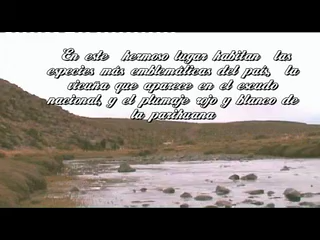 En este hermoso lugar habitan las
especies más emblemáticas del país, la
vicuña que aparece en el escudo
nacional, y el plumaje rojo y blanco de
la parihuana